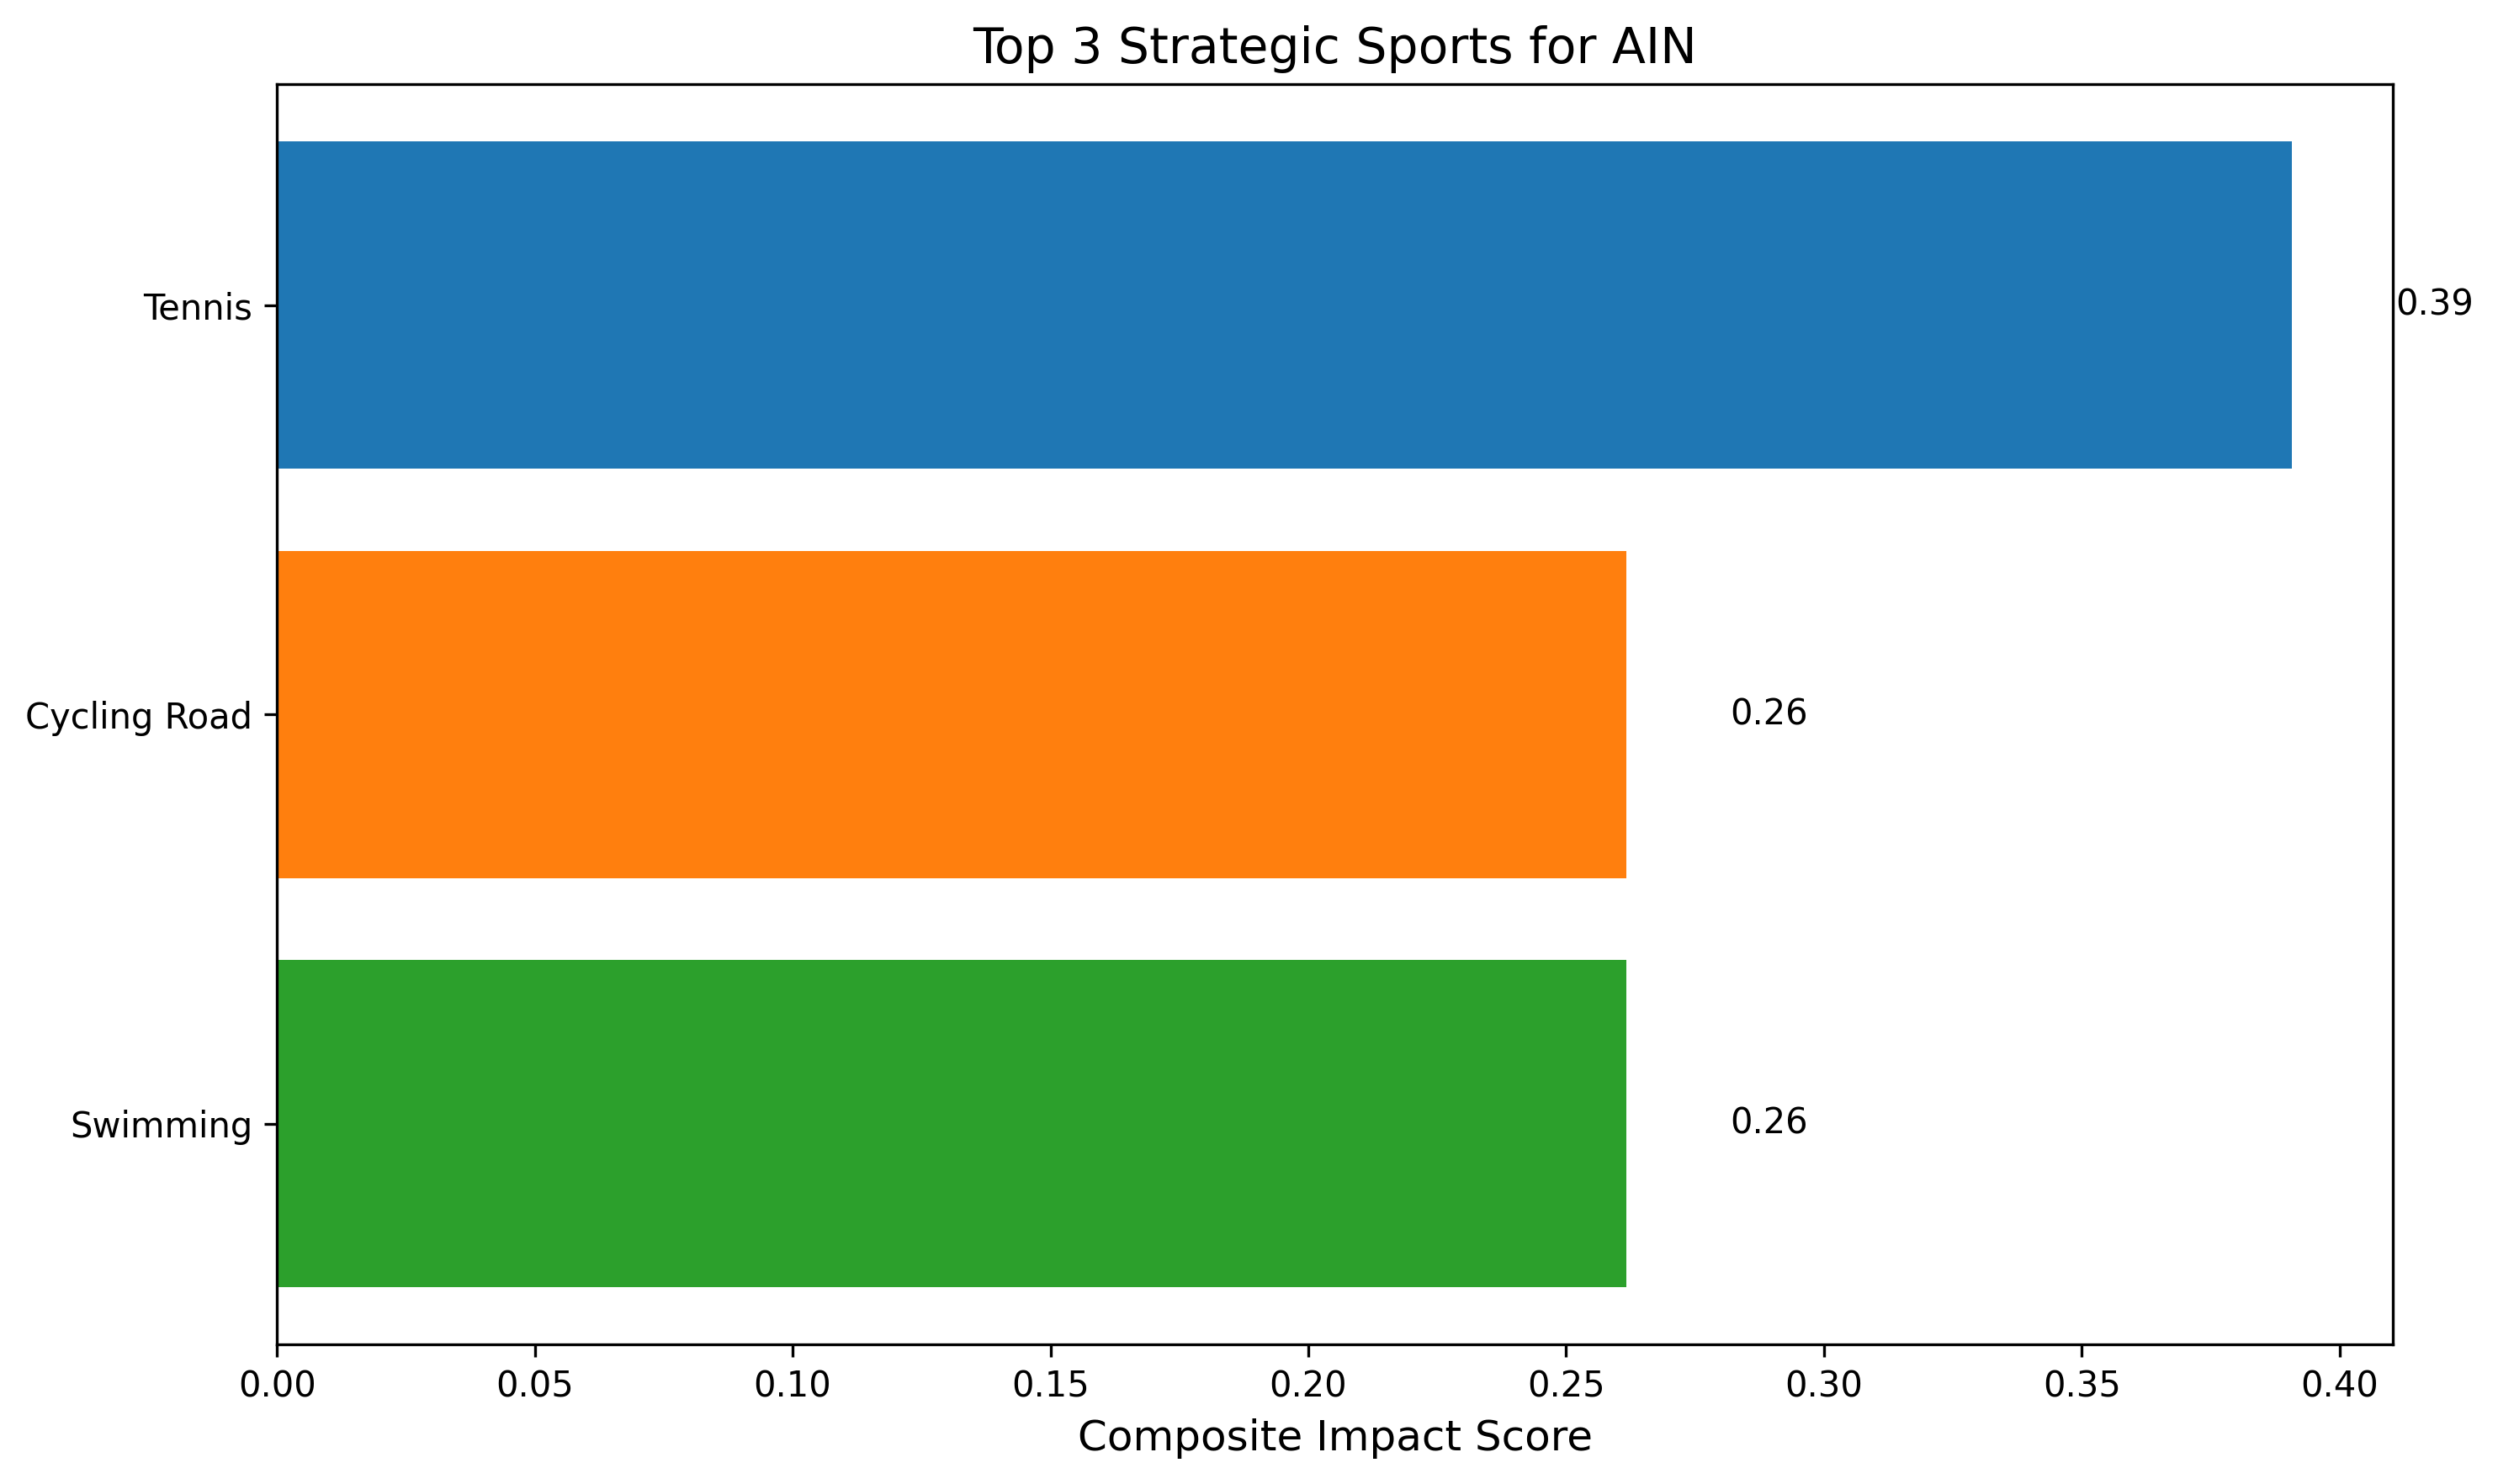 Top 3 Strategic Sports for AIN
Tennis
0.39
Cycling Road
0.26
Swimming
0.26
0.00 0.05 0.10 0.15 0.20 0.25 0.30 0.35 0.40
Composite Impact Score